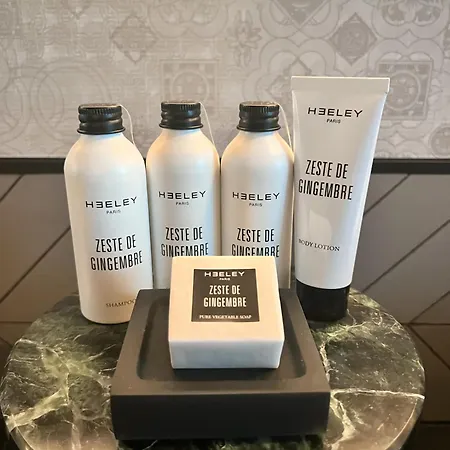 HEELEY
PARIS
ZESTE DE
GINGEMBRE
SHAMPOO
HEELEY
PARIS
ZESTE DE
GINGEMBRE
HEELEY
PARIS
ZESTE DE
GINGEMBRE
HEELEY
PARIS
ZESTE DE
GINGEMBRE
BODY LOTION
HEELEY
PARIS
ZESTE DE
GINGEMBRE
PURE VEGETABLE SOAP